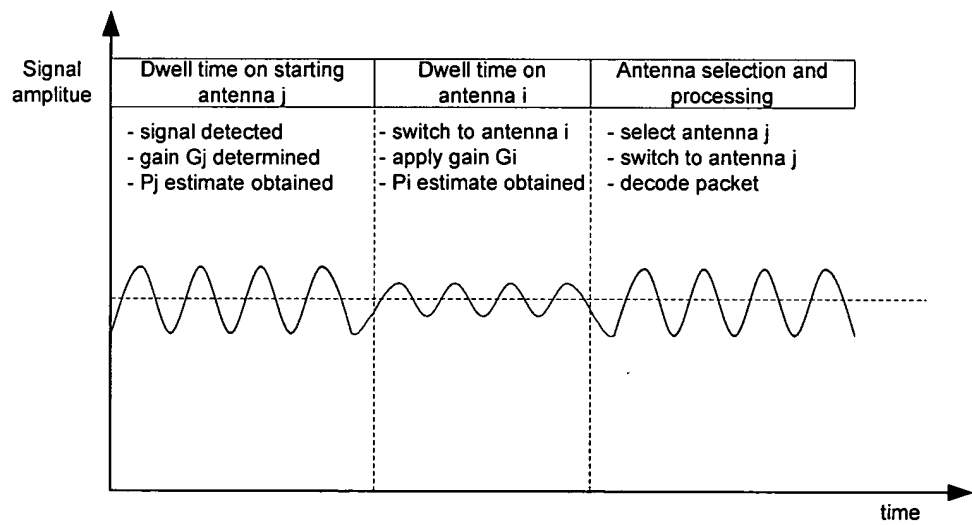 Signal
amplitue
Dwell time on starting
antenna j
Dwell time on
antenna i
Antenna selection and
processing
- signal detected
- gain Gj determined
- Pj estimate obtained
- switch to antenna i
- apply gain Gi
- Pi estimate obtained
- select antenna j
- switch to antenna j
- decode packet
time